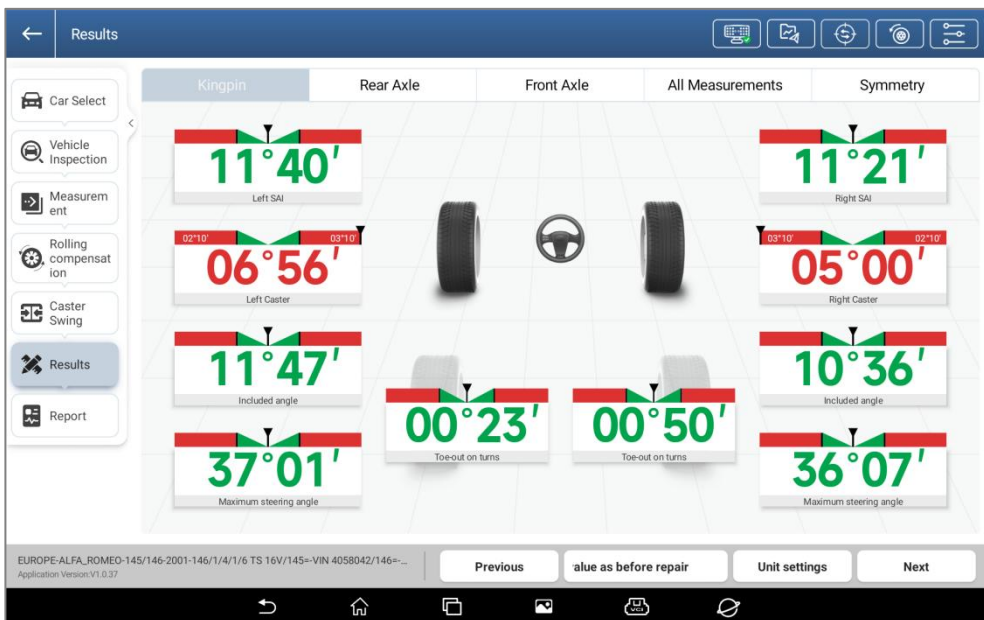 Results
Kingpin
Rear Axle
Front Axle
All Measurements
Symmetry
Car Select
Vehicle
Inspection
Measurem
ent
Rolling
compensat
ion
Caster
Swing
Results
Report
11°40'
Left SAI
11°21'
Right SAI
02°10' 03°10'
06°56'
Left Caster
03°10' 02°10'
05°00'
Right Caster
11°47'
Included angle
10°36'
Included angle
00°23'
Toe-out on turns
00°50'
Toe-out on turns
37°01'
Maximum steering angle
36°07'
Maximum steering angle
EUROPE-ALFA_ROMEO-145/146-2001-146/1/4/1/6 TS 16V/145=-VIN 4058042/146=-...
Application Version:V1.0.37
Previous
alue as before repair
Unit settings
Next
VCI